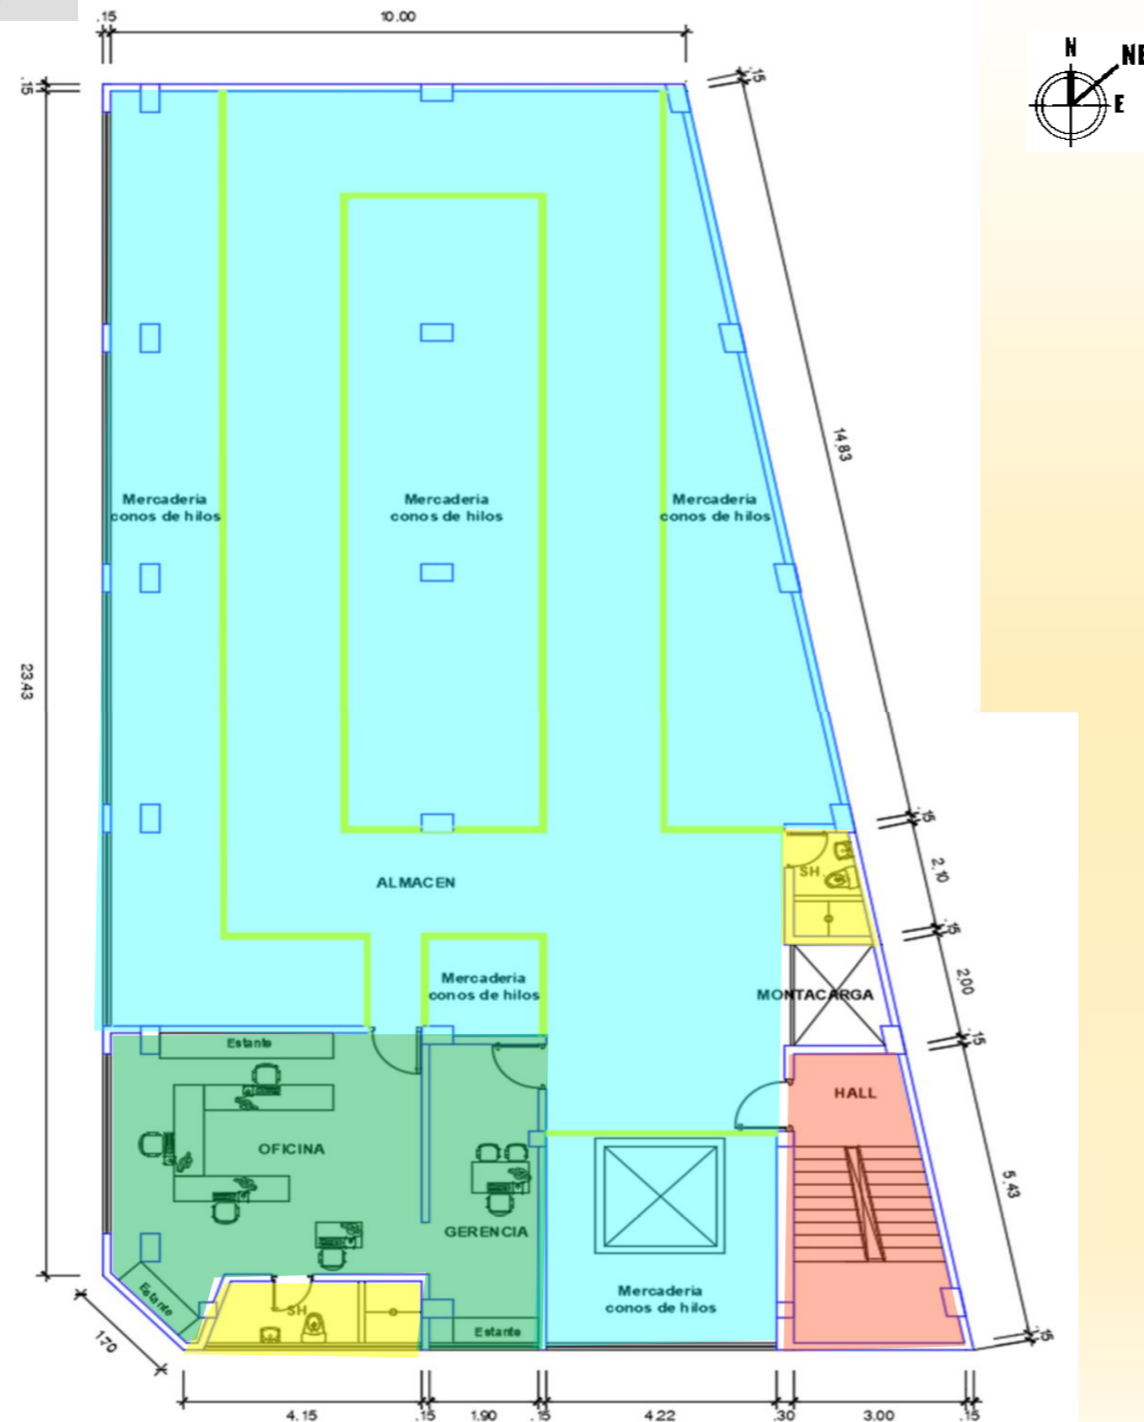 .15
10.00
N
NE
E
.15
.15
14.83
Mercaderia
conos de hilos
Mercaderia
conos de hilos
Mercaderia
conos de hilos
23.43
.15
SH.
2.10
ALMACEN
.15
Mercaderia
conos de hilos
MONTACARGA
2.00
.15
Estante
HALL
OFICINA
5.43
GERENCIA
Estante
SH
Mercaderia
conos de hilos
Estante
1.70
.15
4.15
.15
1.90
.15
4.22
.30
3.00
.15